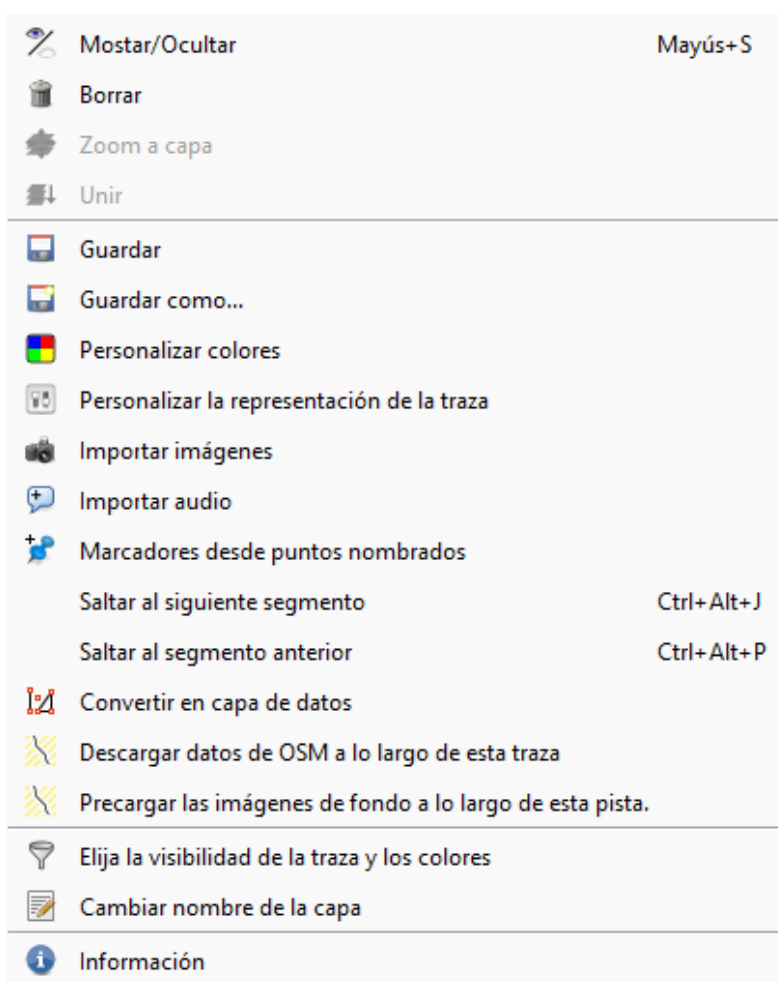 Mostar/Ocultar Mayús+S
Borrar
Zoom a capa
Unir
Guardar
Guardar como...
Personalizar colores
Personalizar la representación de la traza
Importar imágenes
Importar audio
Marcadores desde puntos nombrados
Saltar al siguiente segmento Ctrl+Alt+J
Saltar al segmento anterior Ctrl+Alt+P
Convertir en capa de datos
Descargar datos de OSM a lo largo de esta traza
Precargar las imágenes de fondo a lo largo de esta pista.
Elija la visibilidad de la traza y los colores
Cambiar nombre de la capa
Información